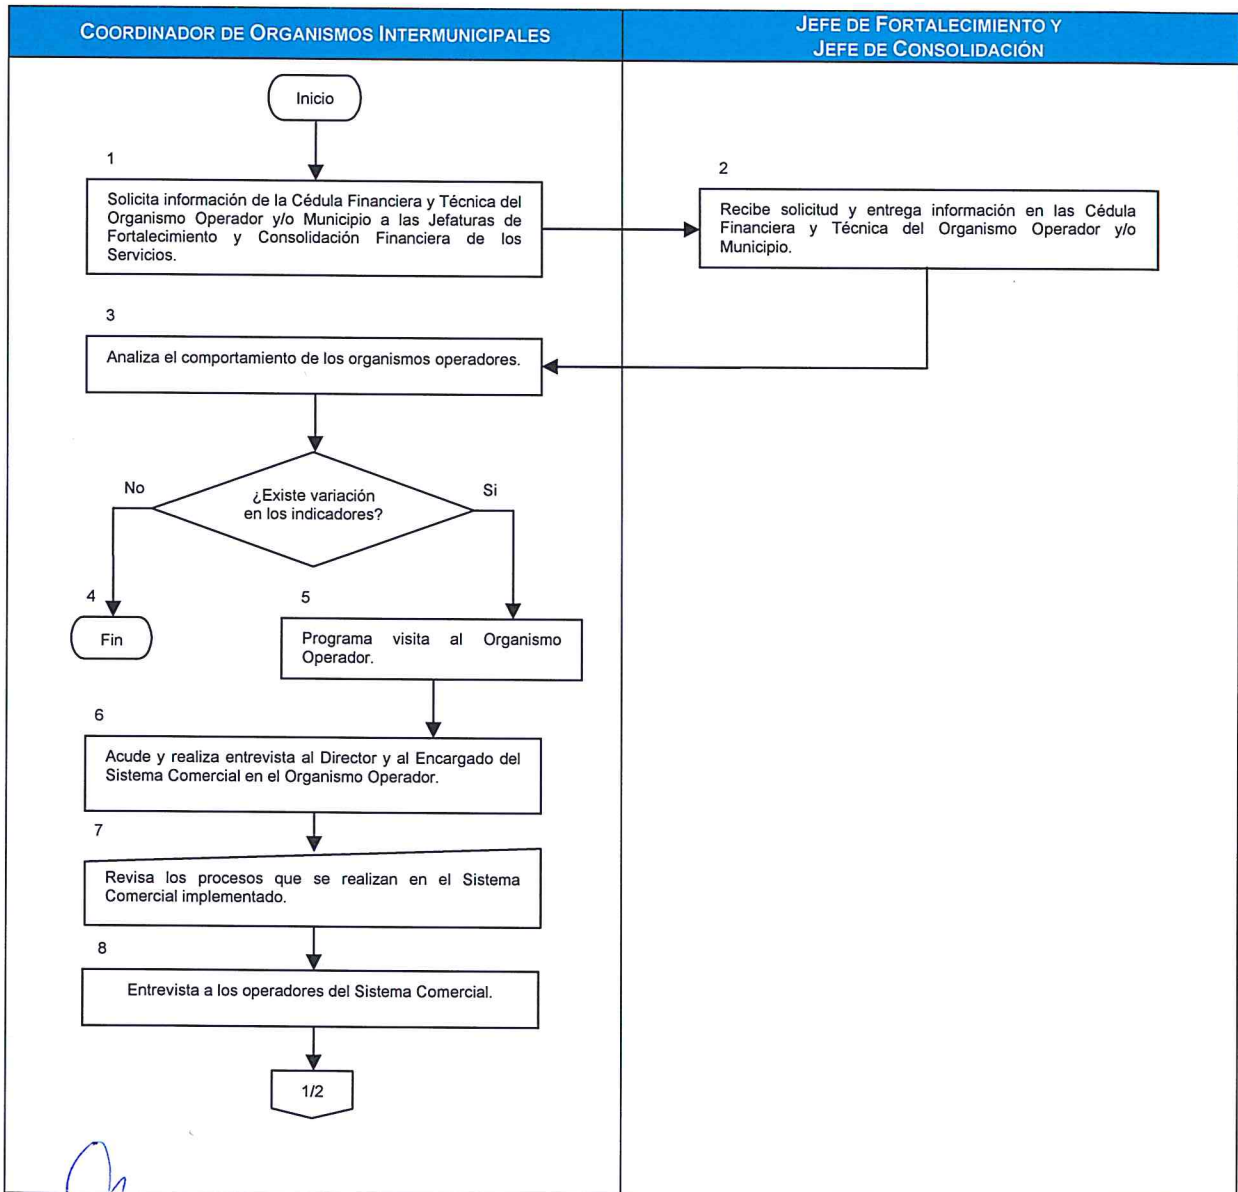 COORDINADOR DE ORGANISMOS INTERMUNICIPALES
JEFE DE FORTALECIMIENTO Y
JEFE DE CONSOLIDACIÓN
Inicio
1
Solicita información de la Cédula Financiera y Técnica del
Organismo Operador y/o Municipio a las Jefaturas de
Fortalecimiento y Consolidación Financiera de los
Servicios.
2
Recibe solicitud y entrega información en las Cédula
Financiera y Técnica del Organismo Operador y/o
Municipio.
3
Analiza el comportamiento de los organismos operadores.
¿Existe variación
en los indicadores?
No
Si
4
Fin
5
Programa visita al Organismo
Operador.
6
Acude y realiza entrevista al Director y al Encargado del
Sistema Comercial en el Organismo Operador.
7
Revisa los procesos que se realizan en el Sistema
Comercial implementado.
8
Entrevista a los operadores del Sistema Comercial.
1/2